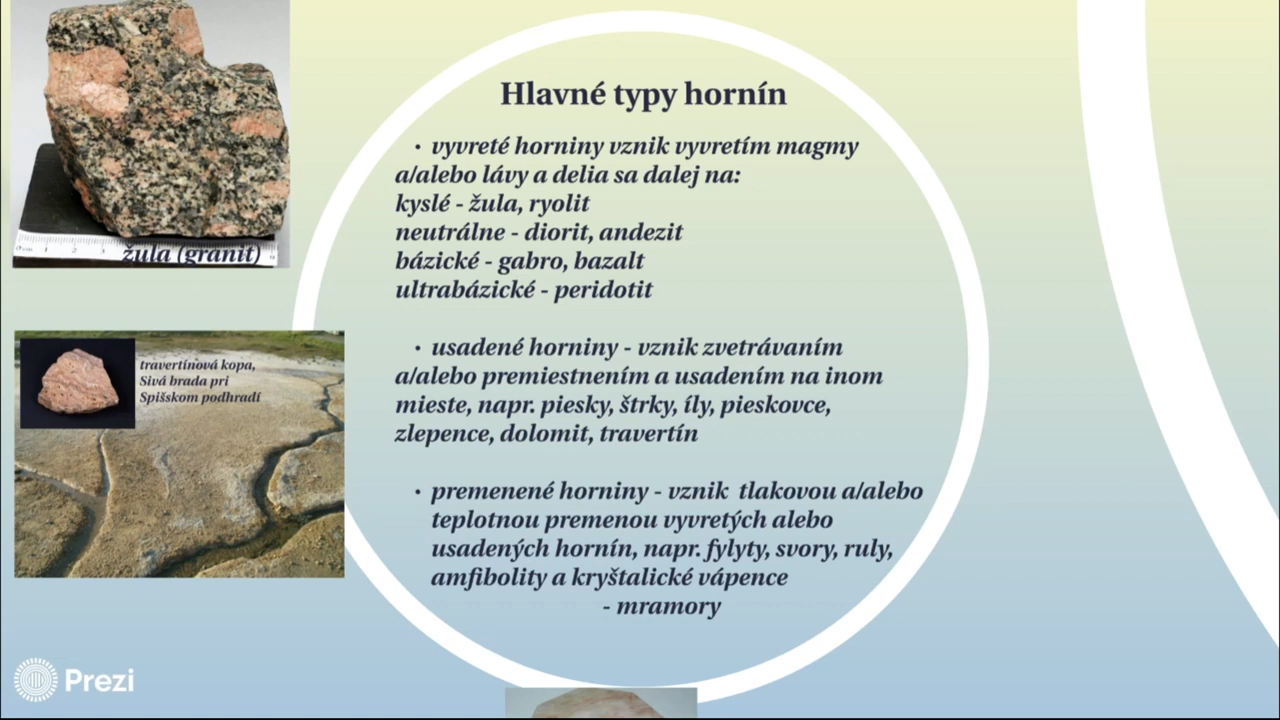 Hlavné typy hornín
· vyvreté horniny vznik vyvretím magmy
a/alebo lávy a delia sa dalej na:
kyslé - žula, ryolit
neutrálne - diorit, andezit
bázické - gabro, bazalt
ultrabázické - peridotit
· usadené horniny - vznik zvetrávaním
a/alebo premiestnením a usadením na inom
mieste, napr. piesky, štrky, íly, pieskovce,
zlepence, dolomit, travertín
· premenené horniny - vznik tlakovou a/alebo
teplotnou premenou vyvretých alebo
usadených hornín, napr. fylyty, svory, ruly,
amfibolity a kryštalické vápence
- mramory
žula (granit)
travertínová kopa,
Sivá brada pri
Spišskom podhradí
Prezi